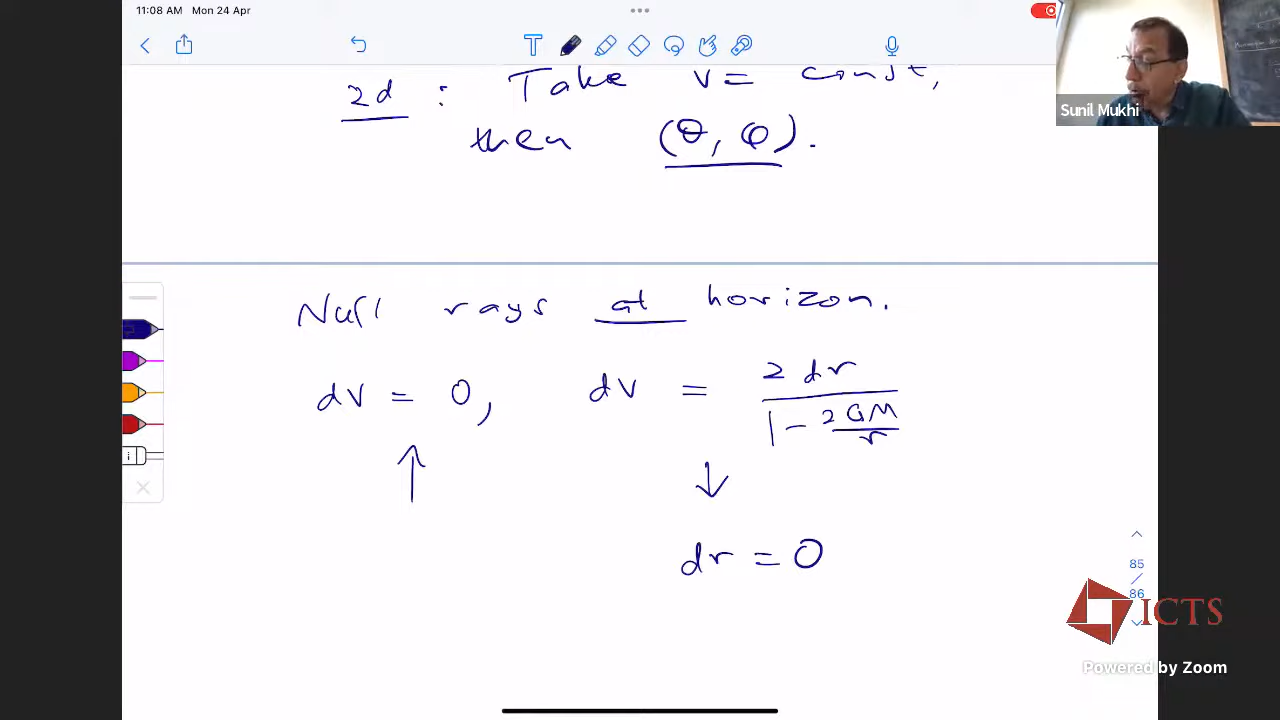 11:08 AM Mon 24 Apr
2d : Take v = const,
then (θ, φ).
Sunil Mukhi
Null rays at horizon.
dv = 0, dv = 2 dr / 1 - 2GM/r
↑ ↓
dr = 0
85
/
86
ICTS
Powered by Zoom